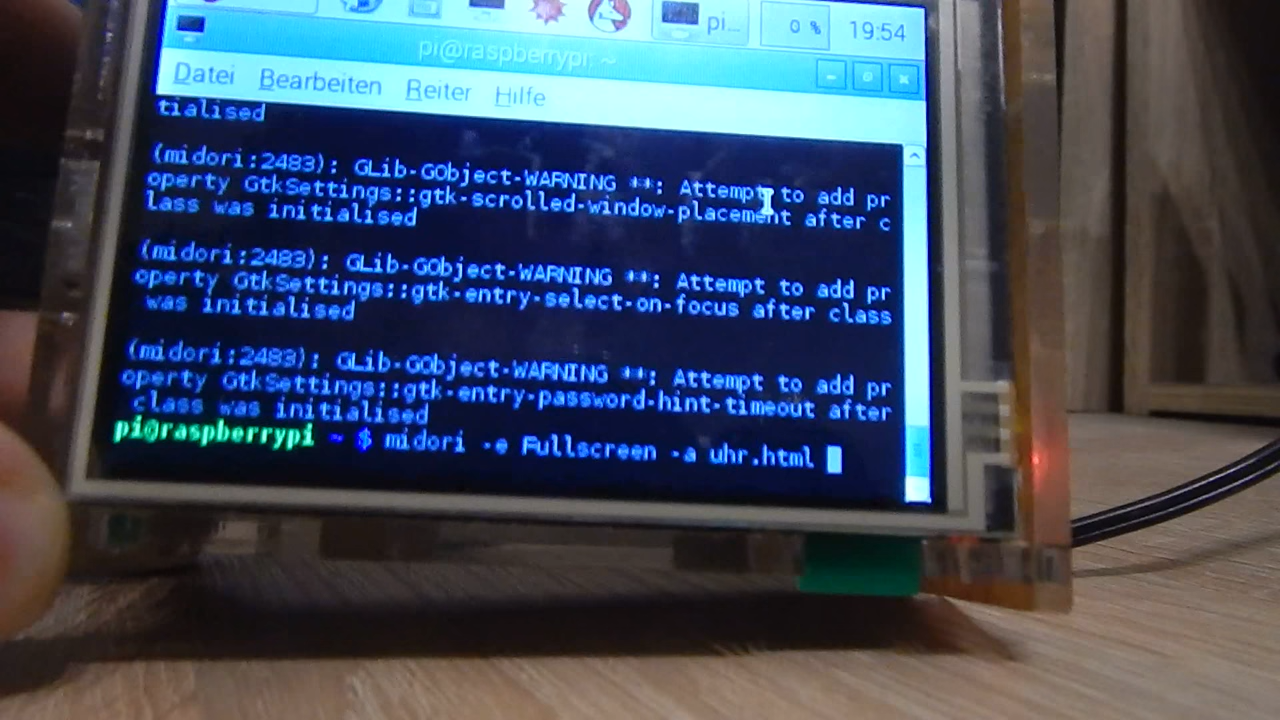 pi...
0 %
19:54
pi@raspberrypi: ~
Datei Bearbeiten Reiter Hilfe
tialised
(midori:2483): GLib-GObject-WARNING **: Attempt to add pr
operty GtkSettings::gtk-scrolled-window-placement after c
lass was initialised
(midori:2483): GLib-GObject-WARNING **: Attempt to add pr
operty GtkSettings::gtk-entry-select-on-focus after class
was initialised
(midori:2483): GLib-GObject-WARNING **: Attempt to add pr
operty GtkSettings::gtk-entry-password-hint-timeout after
class was initialised
pi@raspberrypi ~ $ midori -e Fullscreen -a uhr.html